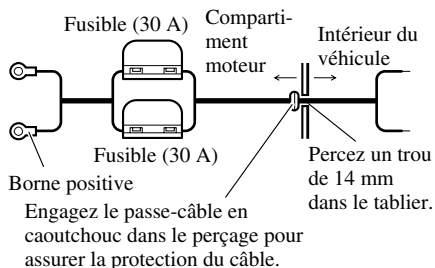 Fusible (30 A)
Comparti-
ment
moteur
Intérieur du
véhicule
Fusible (30 A)
Borne positive
Percez un trou
de 14 mm
dans le tablier.
Engagez le passe-câble en
caoutchouc dans le perçage pour
assurer la protection du câble.